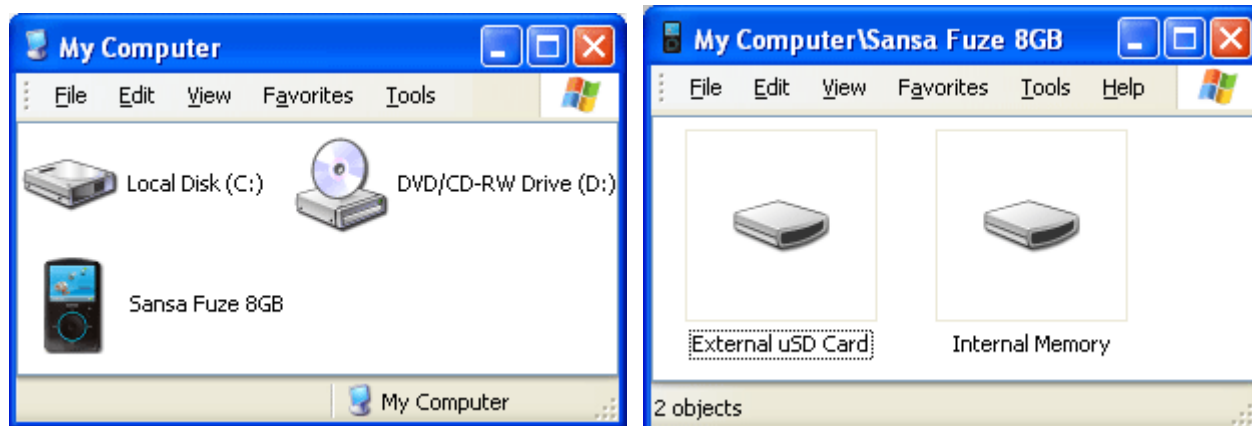 My Computer
File Edit View Favorites Tools
Local Disk (C:) DVD/CD-RW Drive (D:)
Sansa Fuze 8GB
My Computer
My Computer\Sansa Fuze 8GB
File Edit View Favorites Tools Help
External uSD Card Internal Memory
2 objects